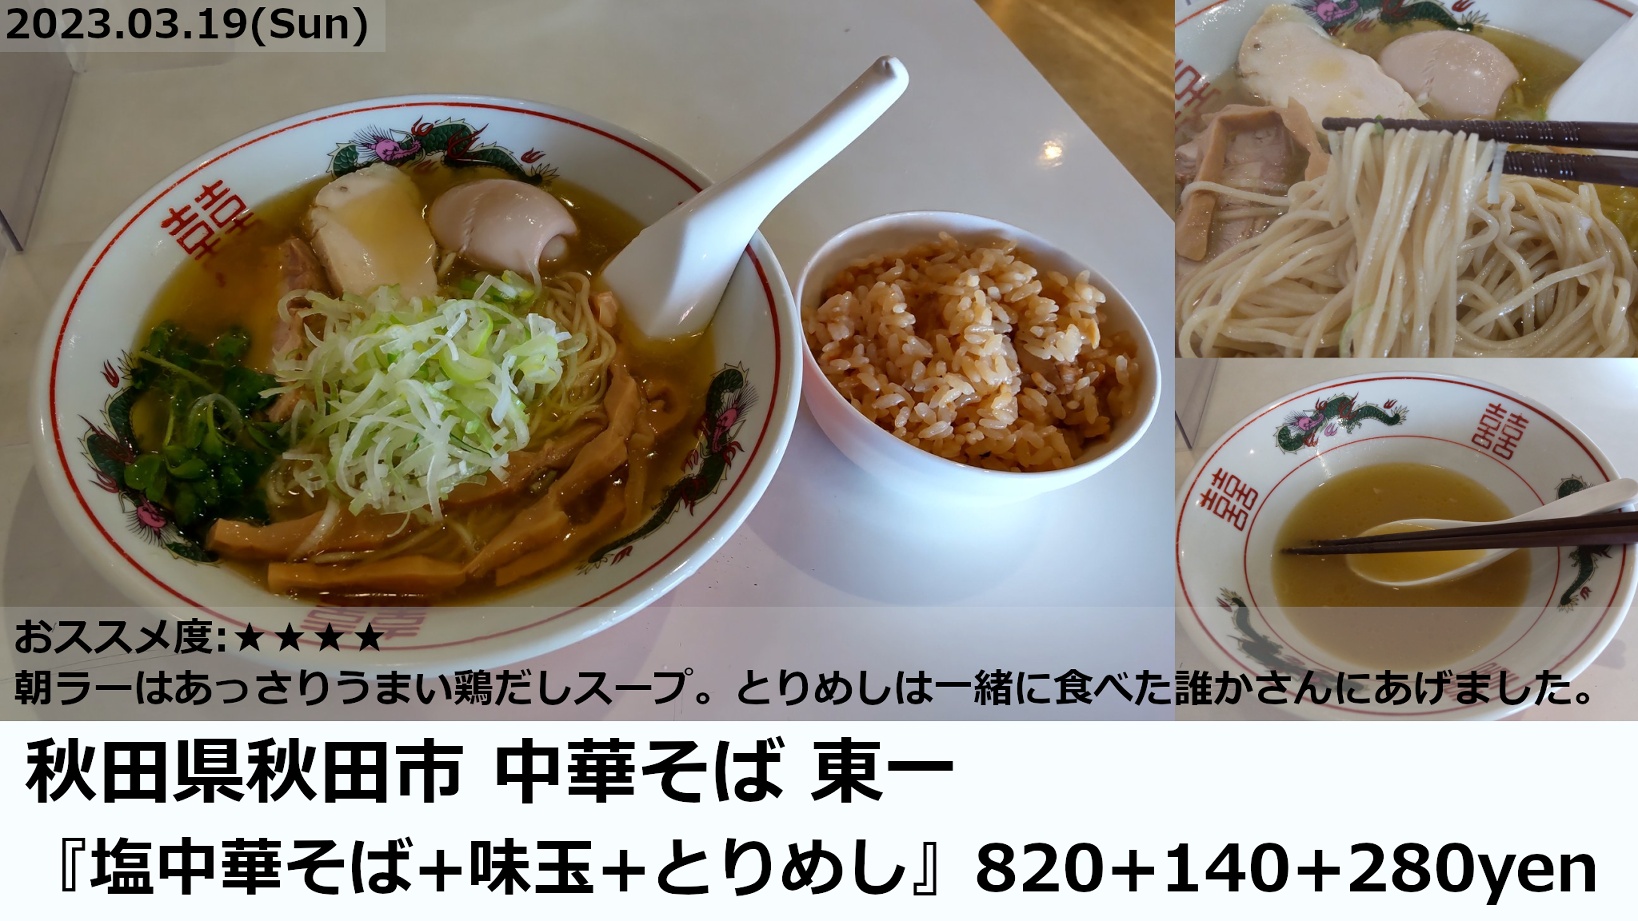 2023.03.19(Sun)
おススメ度:★★★★
朝ラーはあっさりうまい鶏だしスープ。とりめしは一緒に食べた誰かさんにあげました。
秋田県秋田市 中華そば 東一
『塩中華そば+味玉+とりめし』820+140+280yen